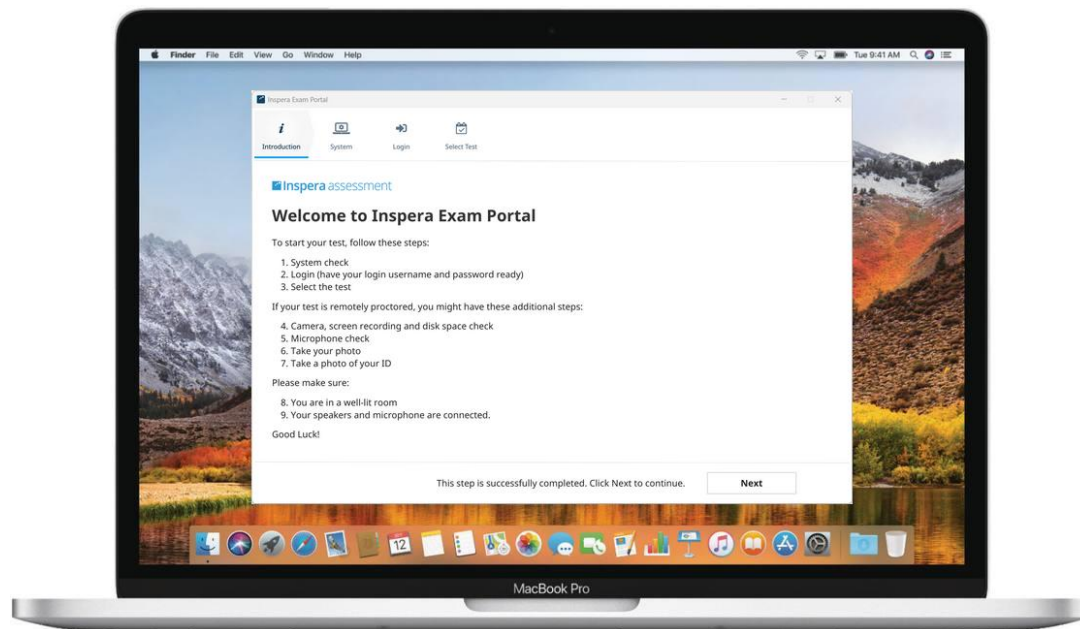 Finder File Edit View Go Window Help
Tue 9:41 AM
Inspera Exam Portal
Introduction System Login Select Test
Inspera assessment
Welcome to Inspera Exam Portal
To start your test, follow these steps:
1. System check
2. Login (have your login username and password ready)
3. Select the test
If your test is remotely proctored, you might have these additional steps:
4. Camera, screen recording and disk space check
5. Microphone check
6. Take your photo
7. Take a photo of your ID
Please make sure:
8. You are in a well-lit room
9. Your speakers and microphone are connected.
Good Luck!
This step is successfully completed. Click Next to continue. Next
12
MacBook Pro